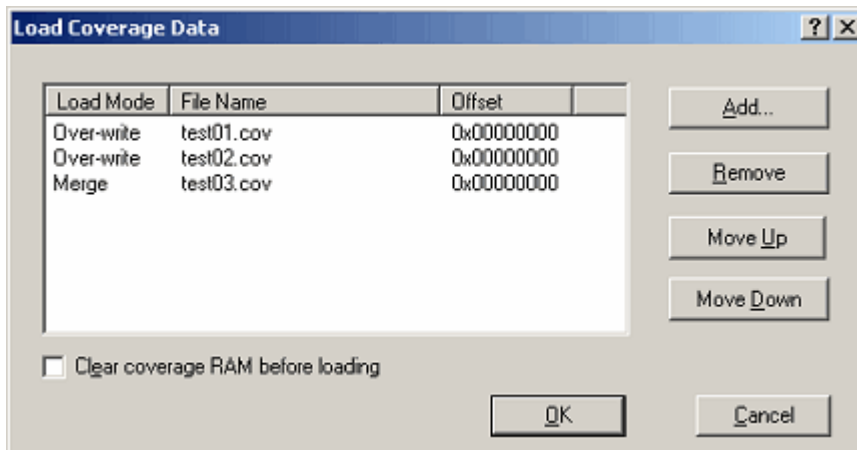 Load Coverage Data
Load Mode File Name Offset
Over-write test01.cov 0x00000000
Over-write test02.cov 0x00000000
Merge test03.cov 0x00000000
Add...
Remove
Move Up
Move Down
Clear coverage RAM before loading
OK Cancel